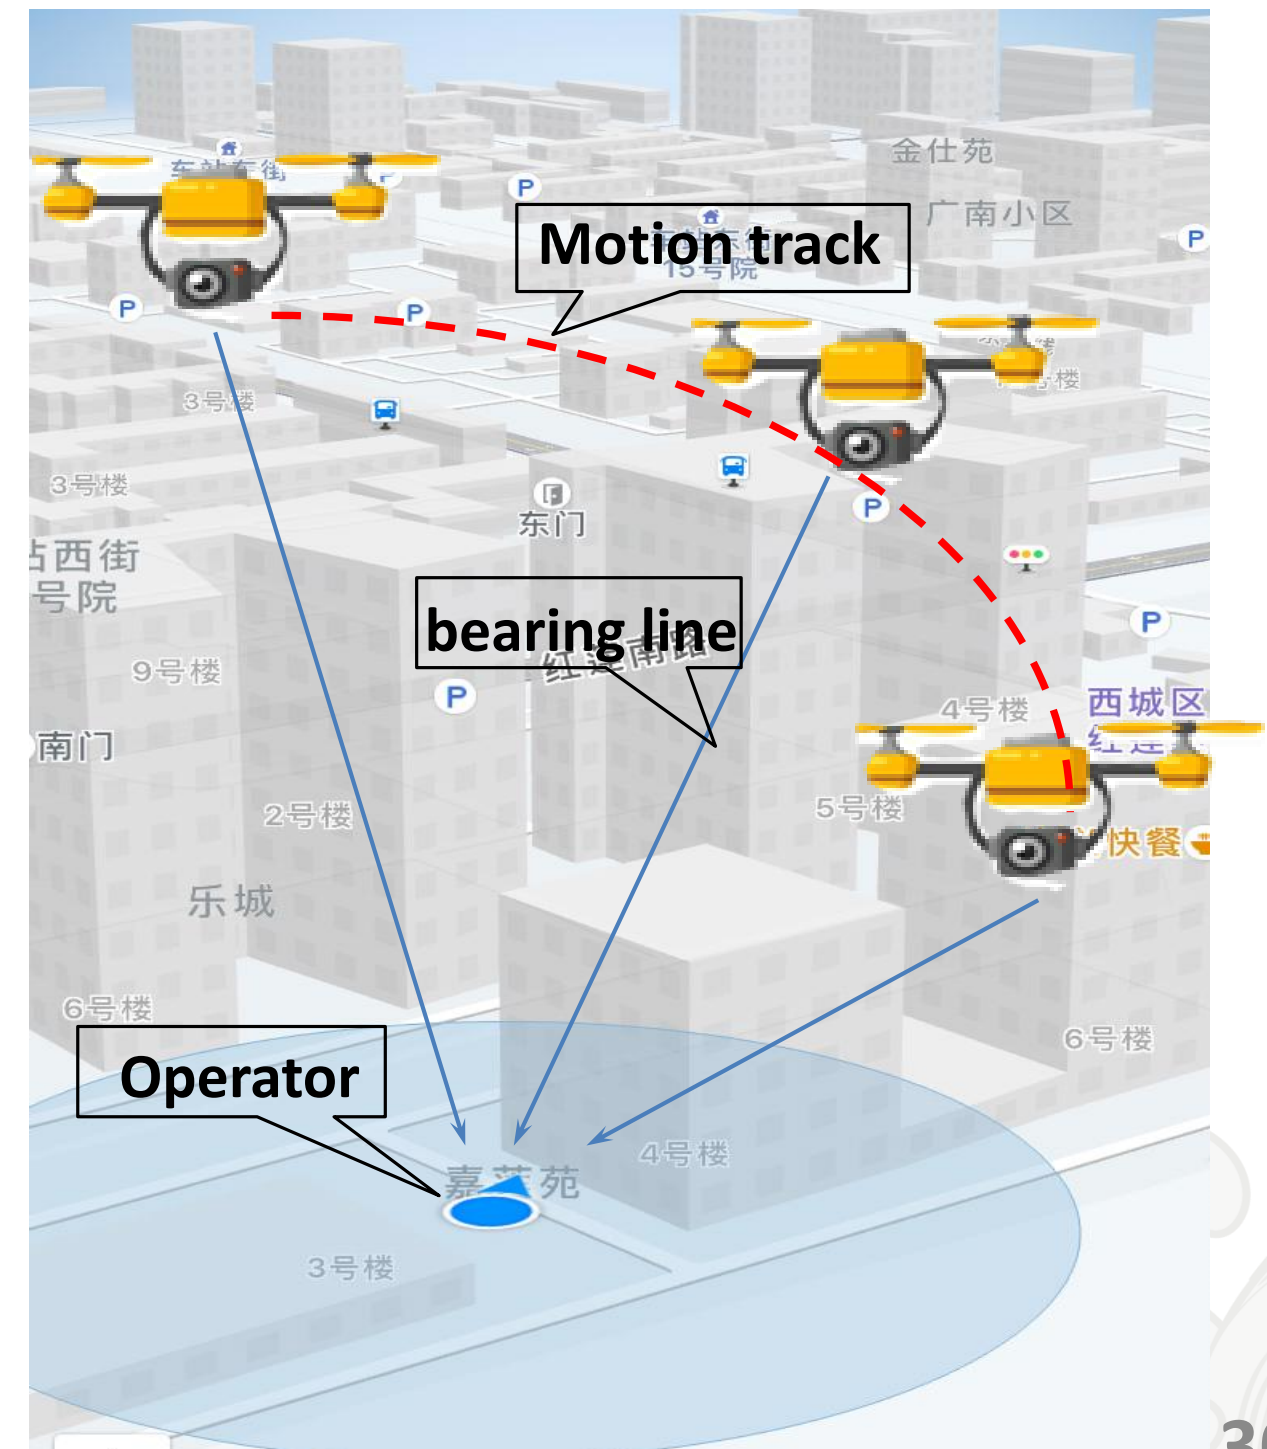 金仕苑
P
广南小区
P
Motion track
15号院
P
P
3号楼
3号楼
东门
P
站西街
号院
bearing line
P
9号楼
P
4号楼
西城区
南门
2号楼
5号楼
快餐
乐城
6号楼
6号楼
Operator
4号楼
3号楼